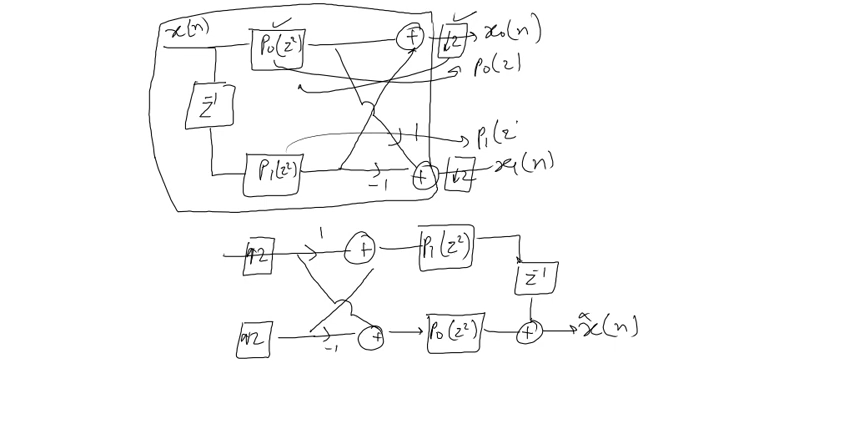 x(n)
P0(z²)
+
↓2
x0(n)
P0(z)
z⁻¹
1
P1(z
P1(z²)
-1
+
↓2
x1(n)
↑2
1
+
P1(z²)
z⁻¹
↑2
-1
+
P0(z²)
+
x̂(n)